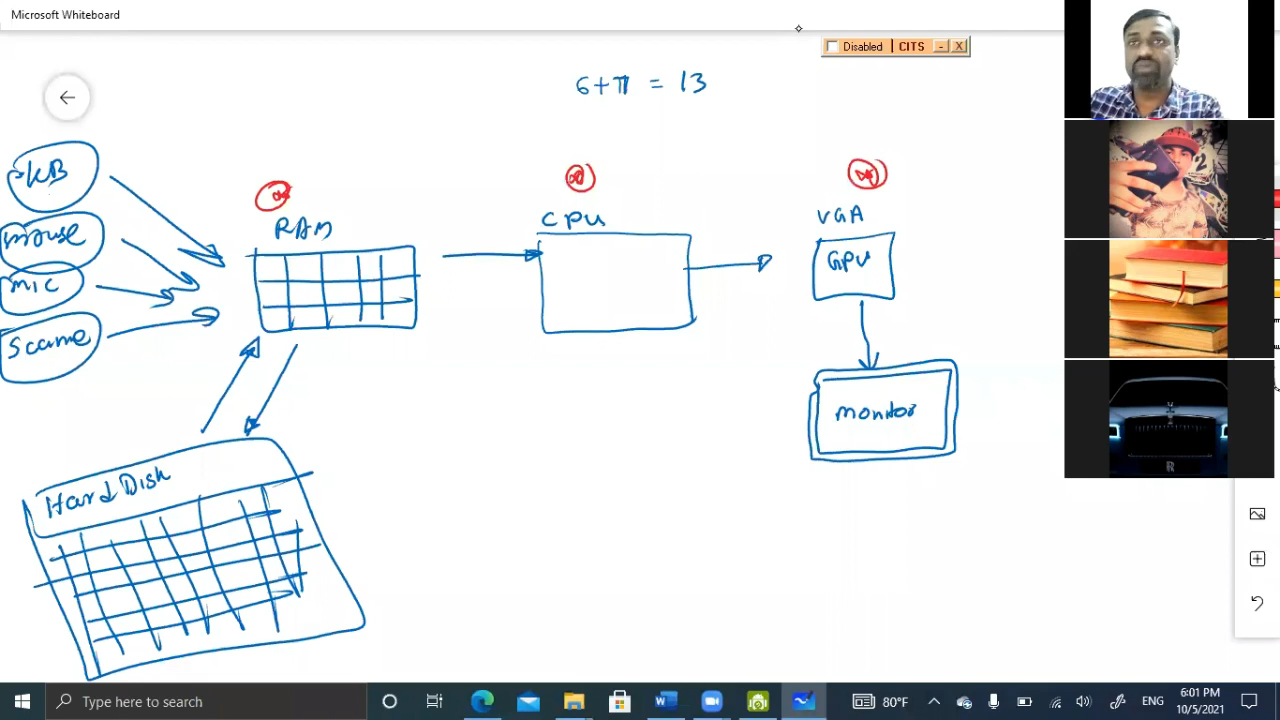 Microsoft Whiteboard
Disabled CITS
6+π = 13
KB
mouse
mic
RAM
CPU
VGA
GPU
monitor
Hard Disk
Type here to search
80°F
ENG
6:01 PM
10/5/2021